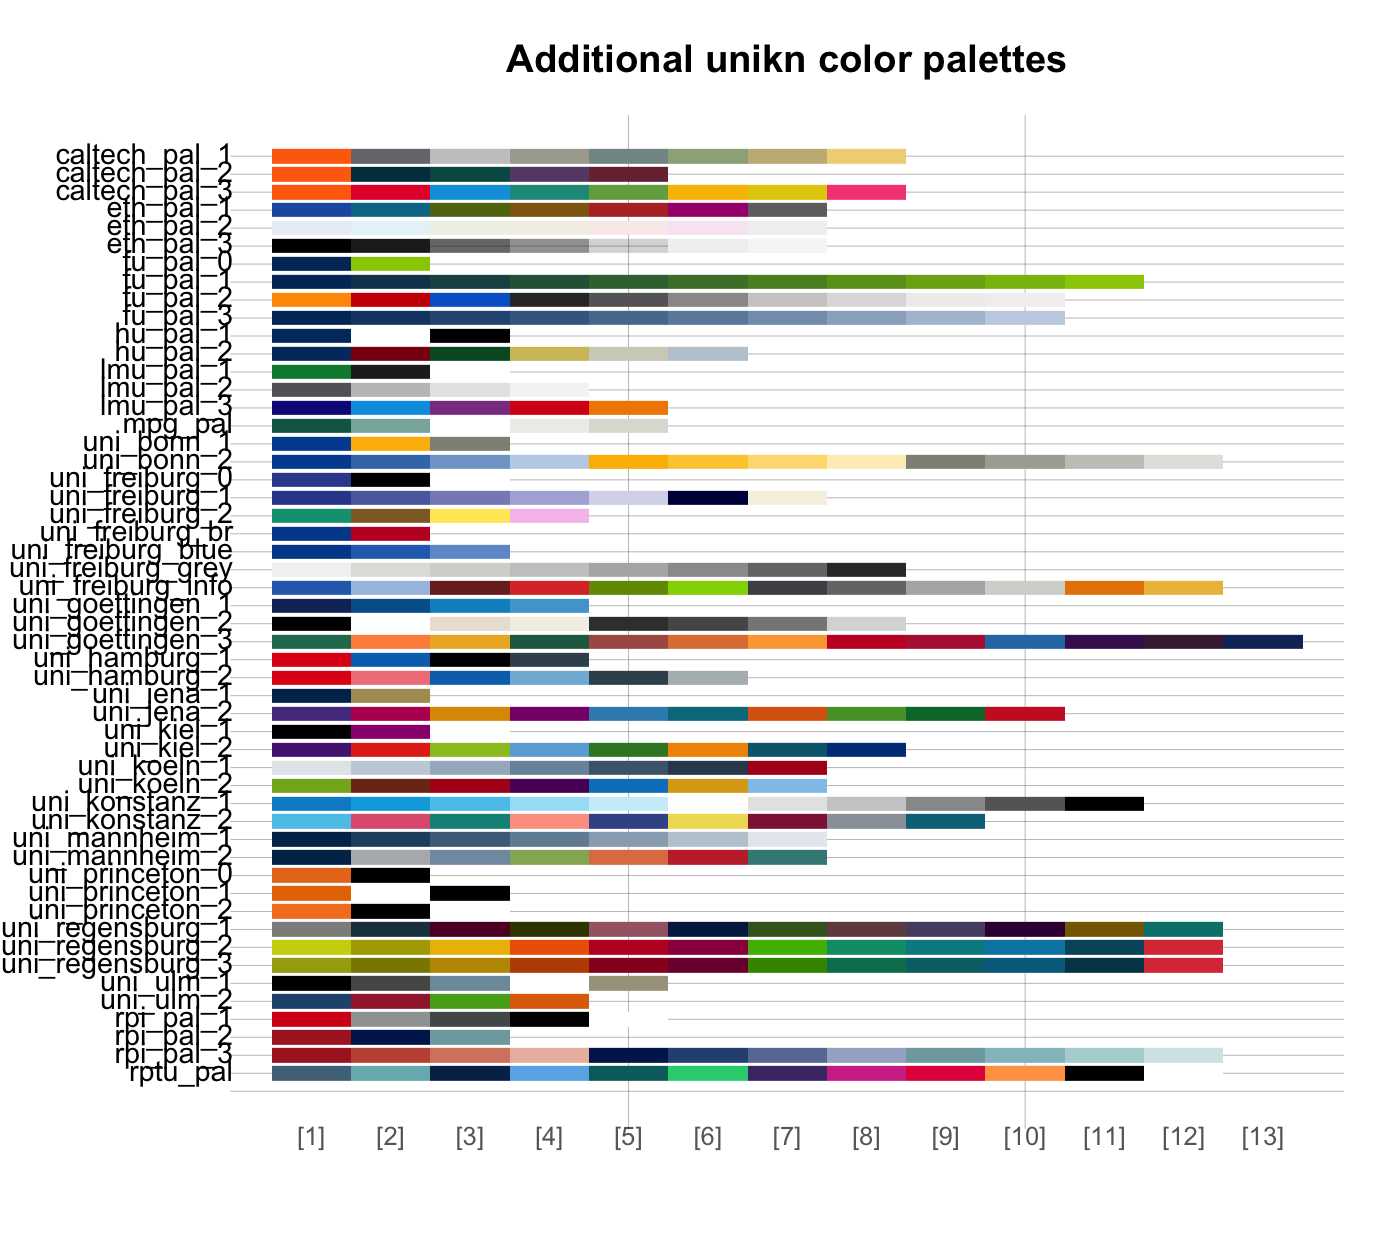 Additional unikn color palettes
caltech_pal_1
caltech_pal_2
caltech_pal_3
eth_pal_1
eth_pal_2
eth_pal_3
fu_pal_0
fu_pal_1
fu_pal_2
fu_pal_3
hu_pal_1
hu_pal_2
lmu_pal_1
lmu_pal_2
lmu_pal_3
mpg_pal
uni_bonn_1
uni_bonn_2
uni_freiburg_0
uni_freiburg_1
uni_freiburg_2
uni_freiburg_br
uni_freiburg_blue
uni_freiburg_grey
uni_freiburg_info
uni_goettingen_1
uni_goettingen_2
uni_goettingen_3
uni_hamburg_1
uni_hamburg_2
uni_jena_1
uni_jena_2
uni_kiel_1
uni_kiel_2
uni_koeln_1
uni_koeln_2
uni_konstanz_1
uni_konstanz_2
uni_mannheim_1
uni_mannheim_2
uni_princeton_0
uni_princeton_1
uni_princeton_2
uni_regensburg_1
uni_regensburg_2
uni_regensburg_3
uni_ulm_1
uni_ulm_2
rpi_pal_1
rpi_pal_2
rpi_pal_3
rptu_pal
[1] [2] [3] [4] [5] [6] [7] [8] [9] [10] [11] [12] [13]